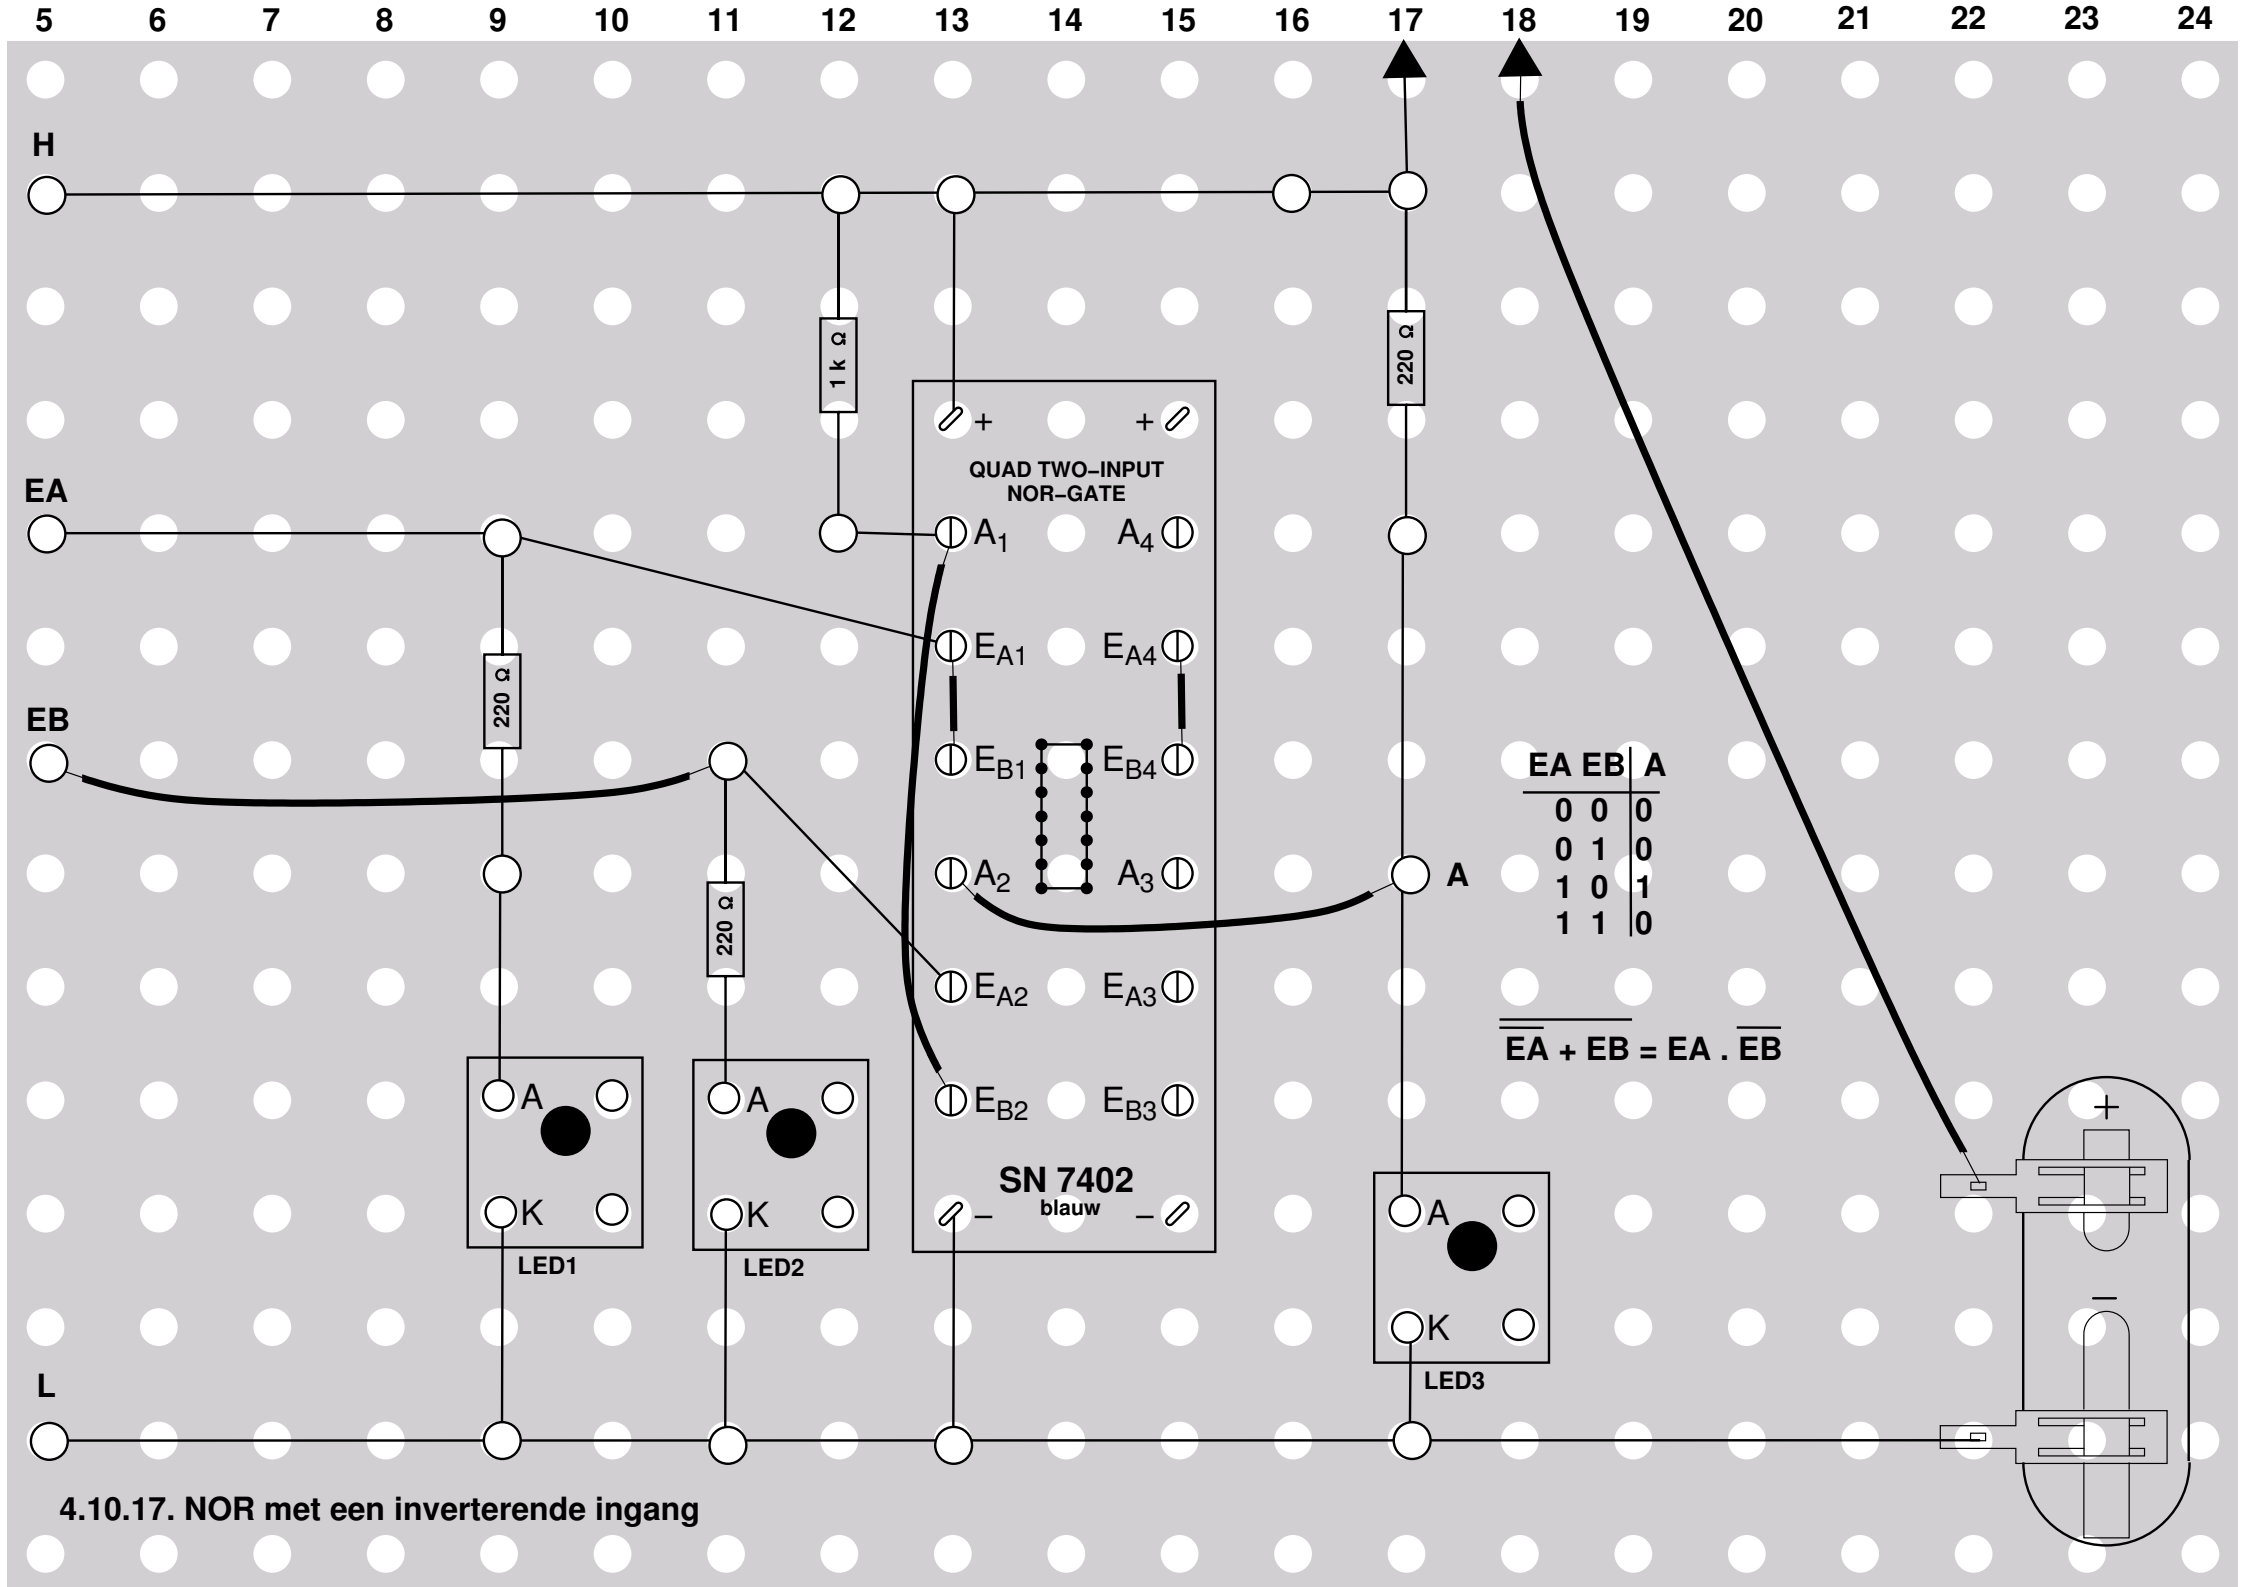 5 6 7 8 9 10 11 12 13 14 15 16 17 18 19 20 21 22 23 24
H
1 k Ω
220 Ω
+ +
QUAD TWO–INPUT
NOR–GATE
EA
A1 A4
EA1 EA4
220 Ω
EB
EB1 EB4
EA EB A
0 0 0
0 1 0
1 0 1
1 1 0
A2 A3
A
220 Ω
EA2 EA3
E̅A̅̅ + EB = EA . E̅B̅
A
A
EB2 EB3
+
SN 7402
blauw
– –
K
K
A
LED1
LED2
–
K
LED3
L
4.10.17. NOR met een inverterende ingang